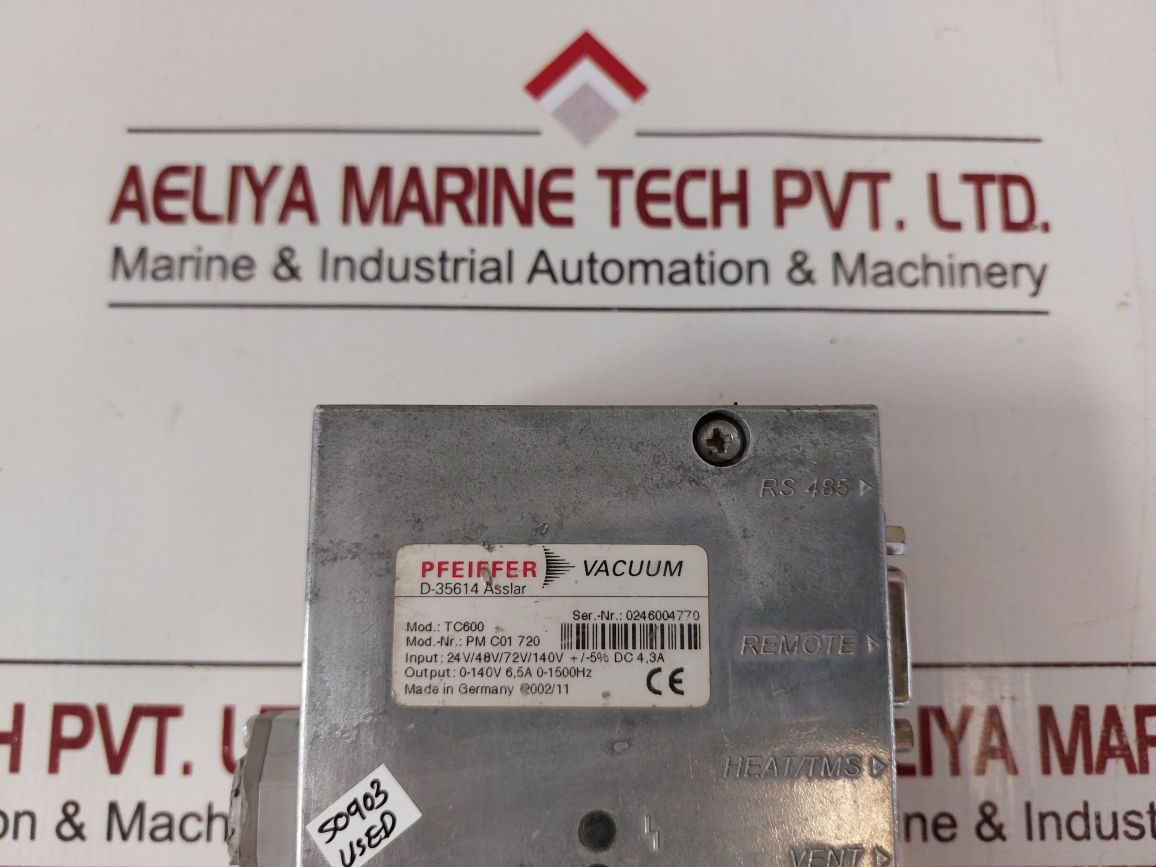 AELIYA MARINE TECH PVT. LTD.
Marine & Industrial Automation & Machinery
RS 485
PFEIFFER VACUUM
D-35614 Asslar
Ser.-Nr.: 0246004770
Mod.: TC600
Mod.-Nr.: PM C01 720
Input: 24V/48V/72V/140V +/-5% DC 4,3A
Output: 0-140V 6,5A 0-1500Hz
Made in Germany 2002/11
CE
REMOTE
HEAT/TMS
VENT
50903
USED
H PVT.
IYA MAR
on & Mach
ne & Indust